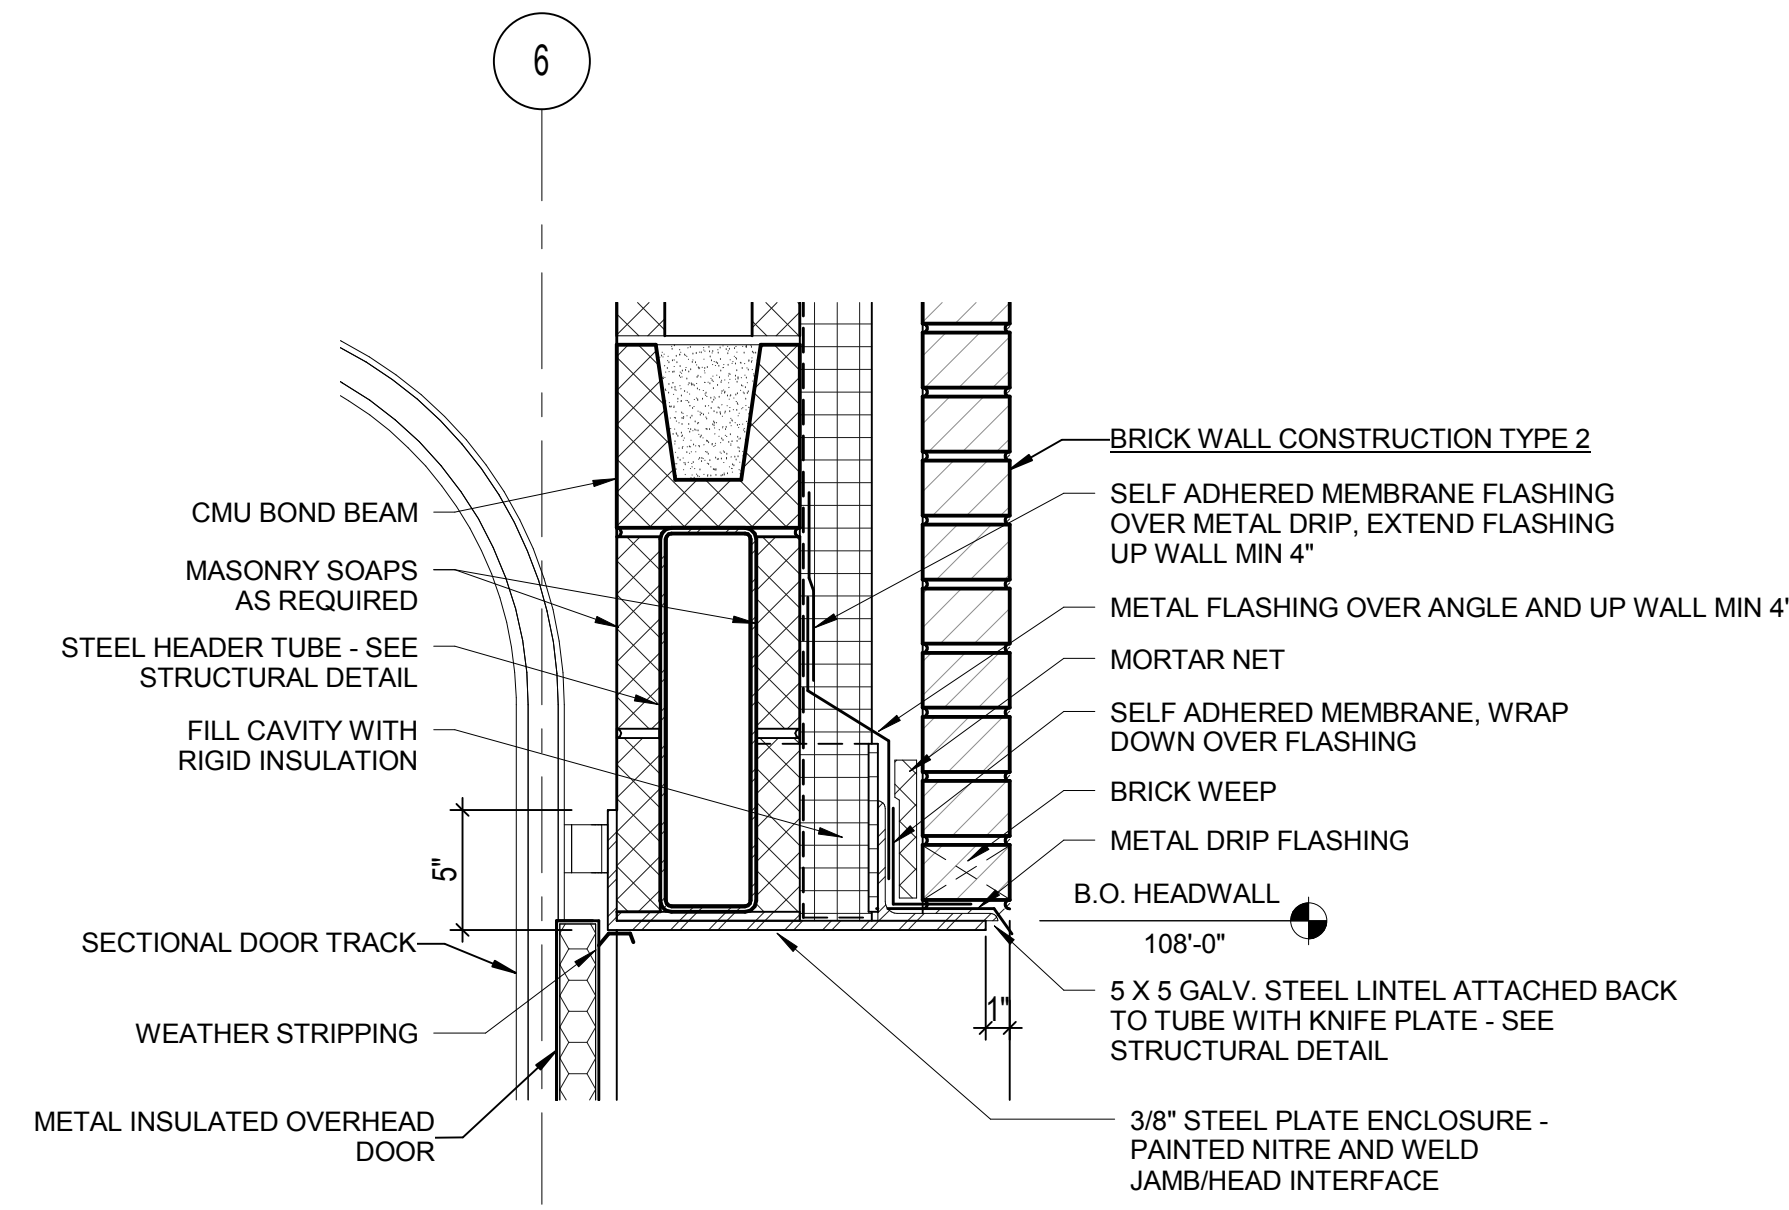 6
CMU BOND BEAM
MASONRY SOAPS
AS REQUIRED
STEEL HEADER TUBE - SEE
STRUCTURAL DETAIL
FILL CAVITY WITH
RIGID INSULATION
5"
SECTIONAL DOOR TRACK
WEATHER STRIPPING
METAL INSULATED OVERHEAD
DOOR
BRICK WALL CONSTRUCTION TYPE 2
SELF ADHERED MEMBRANE FLASHING
OVER METAL DRIP, EXTEND FLASHING
UP WALL MIN 4"
METAL FLASHING OVER ANGLE AND UP WALL MIN 4'
MORTAR NET
SELF ADHERED MEMBRANE, WRAP
DOWN OVER FLASHING
BRICK WEEP
METAL DRIP FLASHING
B.O. HEADWALL
108'-0"
1"
5 X 5 GALV. STEEL LINTEL ATTACHED BACK
TO TUBE WITH KNIFE PLATE - SEE
STRUCTURAL DETAIL
3/8" STEEL PLATE ENCLOSURE -
PAINTED NITRE AND WELD
JAMB/HEAD INTERFACE